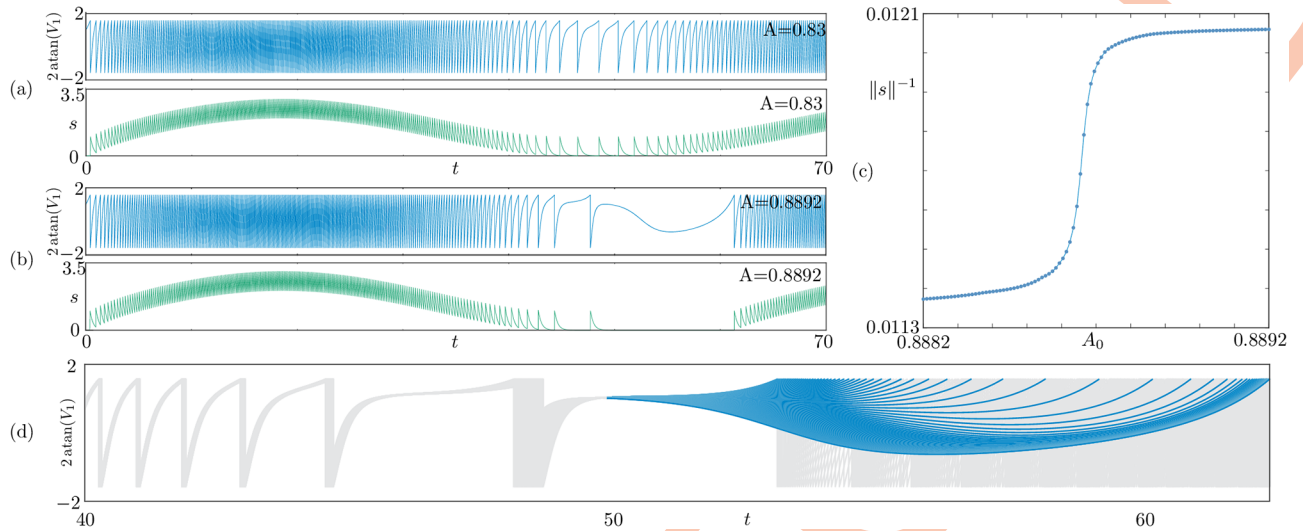 (a)
2 atan(V₁)
2
−2
A=0.83
3.5
s
0
A=0.83
0
t
70
(b)
2 atan(V₁)
2
−2
A=0.8892
3.5
s
0
A=0.8892
0
t
70
(c)
0.0121
‖s‖⁻¹
0.0113
0.8882
A₀
0.8892
(d)
2 atan(V₁)
2
−2
40
50
t
60